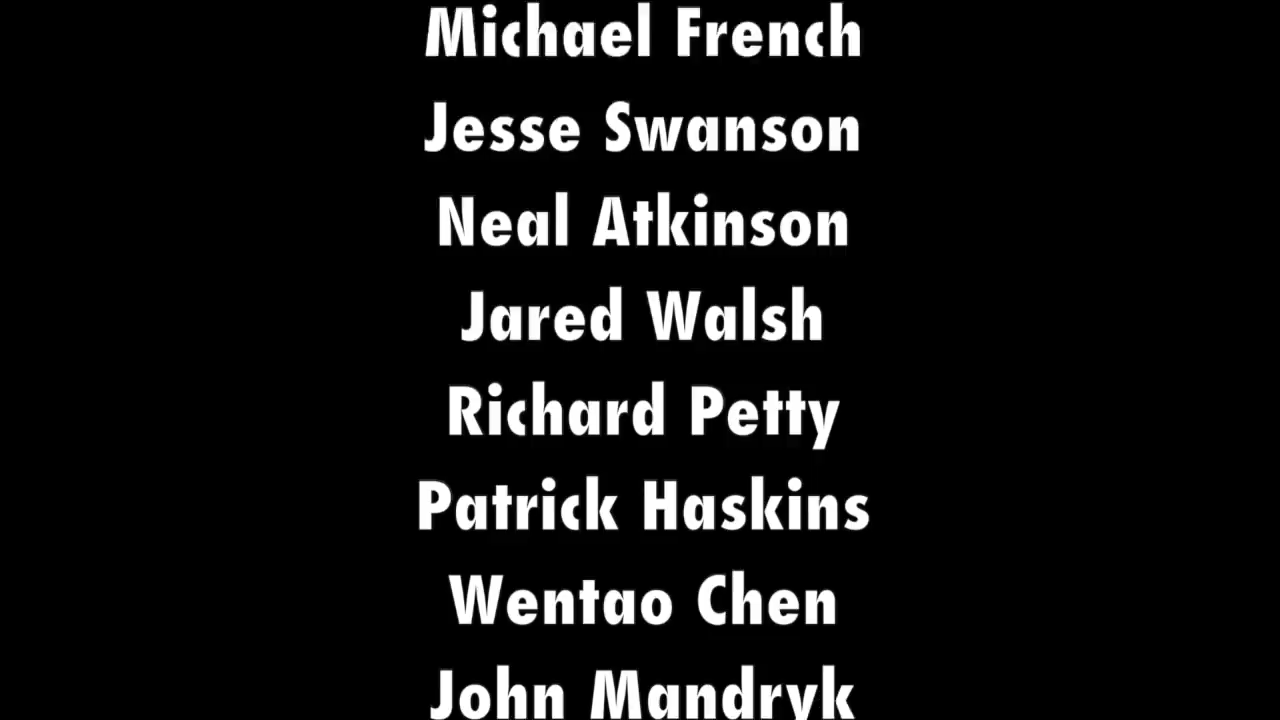 Michael French
Jesse Swanson
Neal Atkinson
Jared Walsh
Richard Petty
Patrick Haskins
Wentao Chen
John Mandryk